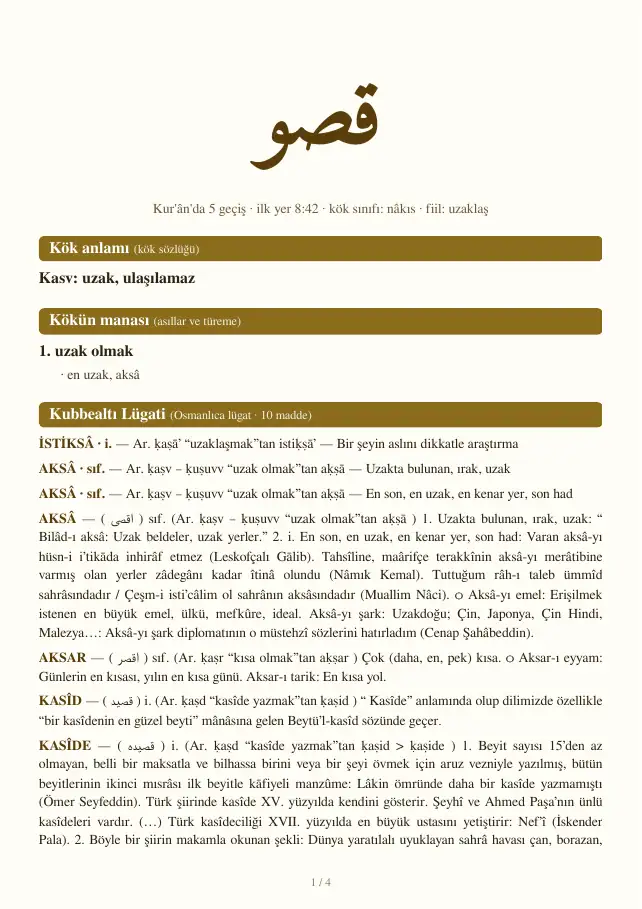 قصو
Kur'ân'da 5 geçiş · ilk yer 8:42 · kök sınıfı: nâkıs · fiil: uzaklaş
Kök anlamı (kök sözlüğü)
Kasv: uzak, ulaşılamaz
Kökün manası (asıllar ve türeme)
1. uzak olmak
· en uzak, aksâ
Kubbealtı Lügati (Osmanlıca lügat · 10 madde)
İSTİKSÂ · i. — Ar. ḳaṣā’ “uzaklaşmak”tan istiḳṣā’ — Bir şeyin aslını dikkatle araştırma
AKSÂ · sıf. — Ar. ḳaṣv – ḳuṣuvv “uzak olmak”tan aḳṣā — Uzakta bulunan, ırak, uzak
AKSÂ · sıf. — Ar. ḳaṣv – ḳuṣuvv “uzak olmak”tan aḳṣā — En son, en uzak, en kenar yer, son had
AKSÂ — ( اقصى ) sıf. (Ar. ḳaṣv – ḳuṣuvv “uzak olmak”tan aḳṣā ) 1. Uzakta bulunan, ırak, uzak: “
Bilâd-ı aksâ: Uzak beldeler, uzak yerler.” 2. i. En son, en uzak, en kenar yer, son had: Varan aksâ-yı
hüsn-i i’tikāda inhirâf etmez (Leskofçalı Gālib). Tahsîline, maârifçe terakkînin aksâ-yı merâtibine
varmış olan yerler zâdegânı kadar îtinâ olundu (Nâmık Kemal). Tuttuğum râh-ı taleb ümmîd
sahrâsındadır / Çeşm-i isti’câlim ol sahrânın aksâsındadır (Muallim Nâci). ѻ Aksâ-yı emel: Erişilmek
istenen en büyük emel, ülkü, mefkûre, ideal. Aksâ-yı şark: Uzakdoğu; Çin, Japonya, Çin Hindi,
Malezya…: Aksâ-yı şark diplomatının o müstehzî sözlerini hatırladım (Cenap Şahâbeddin).
AKSAR — ( اقصر ) sıf. (Ar. ḳaṣr “kısa olmak”tan aḳṣar ) Çok (daha, en, pek) kısa. ѻ Aksar-ı eyyam:
Günlerin en kısası, yılın en kısa günü. Aksar-ı tarik: En kısa yol.
KASÎD — ( قصيد ) i. (Ar. ḳaṣd “kasîde yazmak”tan ḳaṣіd ) “ Kasîde” anlamında olup dilimizde özellikle
“bir kasîdenin en güzel beyti” mânâsına gelen Beytü’l-kasîd sözünde geçer.
KASÎDE — ( قصيده ) i. (Ar. ḳaṣd “kasîde yazmak”tan ḳaṣіd > ḳaṣіde ) 1. Beyit sayısı 15’den az
olmayan, belli bir maksatla ve bilhassa birini veya bir şeyi övmek için aruz vezniyle yazılmış, bütün
beyitlerinin ikinci mısrâsı ilk beyitle kāfiyeli manzûme: Lâkin ömründe daha bir kasîde yazmamıştı
(Ömer Seyfeddin). Türk şiirinde kasîde XV. yüzyılda kendini gösterir. Şeyhî ve Ahmed Paşa’nın ünlü
kasîdeleri vardır. (…) Türk kasîdeciliği XVII. yüzyılda en büyük ustasını yetiştirir: Nef’î (İskender
Pala). 2. Böyle bir şiirin makamla okunan şekli: Dünya yaratılalı uyuklayan sahrâ havası çan, borazan,
1 / 4